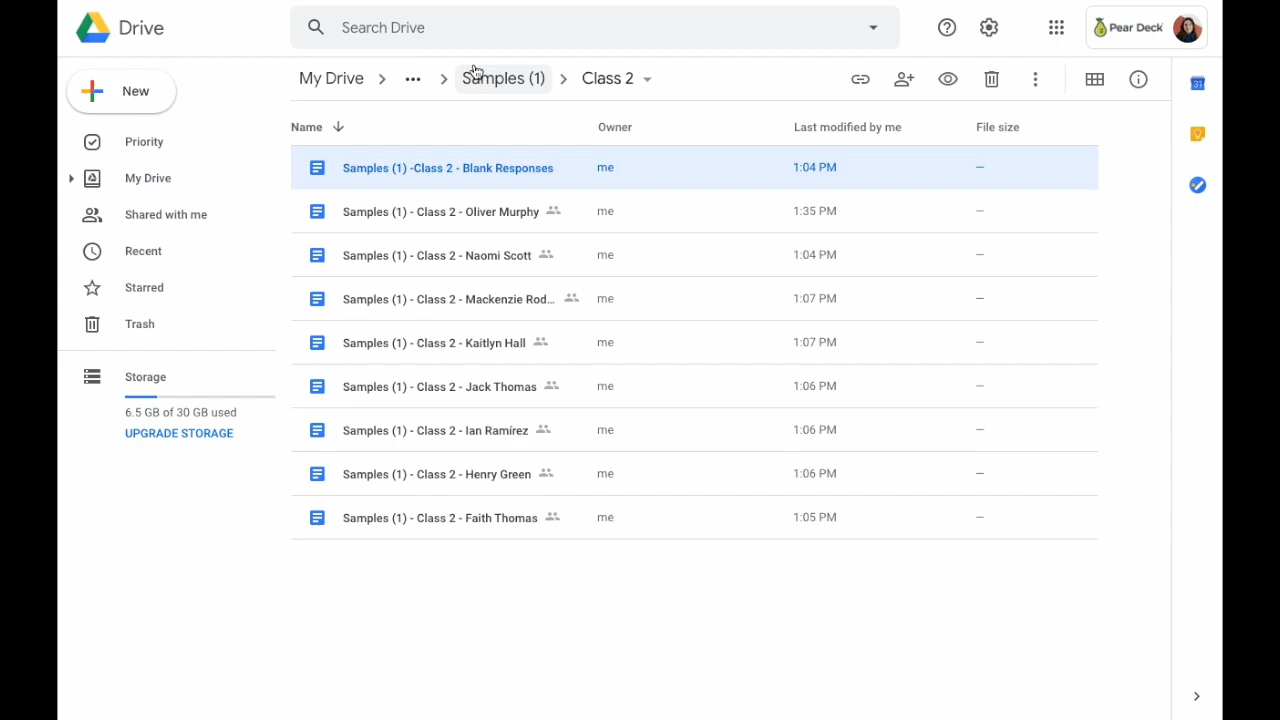 Drive
Search Drive
Pear Deck
My Drive
Samples (1)
Class 2
New
Priority
My Drive
Shared with me
Recent
Starred
Trash
Storage
6.5 GB of 30 GB used
UPGRADE STORAGE
Name Owner Last modified by me File size
Samples (1) -Class 2 - Blank Responses me 1:04 PM —
Samples (1) - Class 2 - Oliver Murphy me 1:35 PM —
Samples (1) - Class 2 - Naomi Scott me 1:04 PM —
Samples (1) - Class 2 - Mackenzie Rod... me 1:07 PM —
Samples (1) - Class 2 - Kaitlyn Hall me 1:07 PM —
Samples (1) - Class 2 - Jack Thomas me 1:06 PM —
Samples (1) - Class 2 - Ian Ramírez me 1:06 PM —
Samples (1) - Class 2 - Henry Green me 1:06 PM —
Samples (1) - Class 2 - Faith Thomas me 1:05 PM —
31